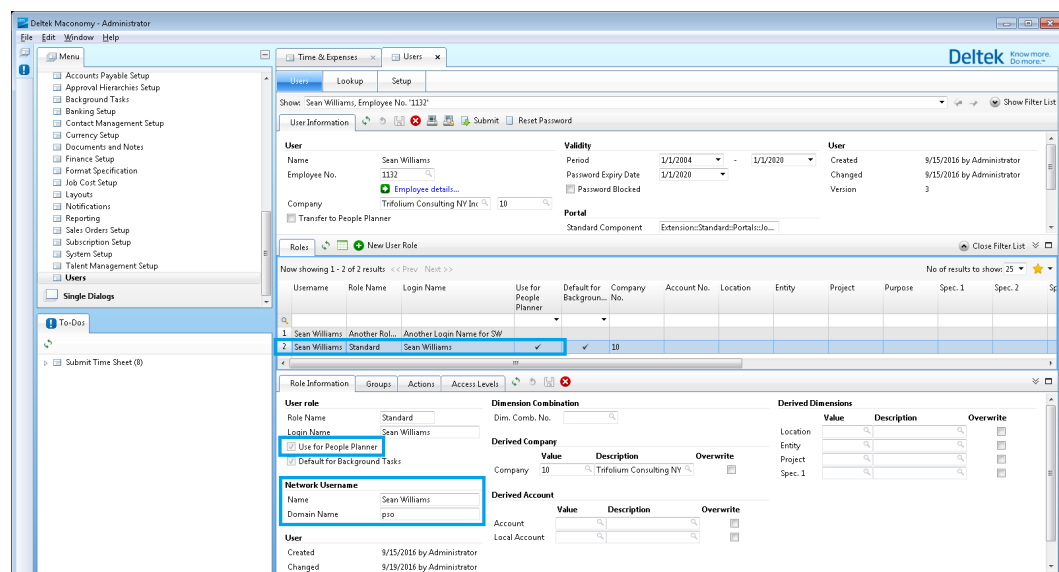 Deltek Maconomy - Administrator
File Edit Window Help
Menu
Accounts Payable Setup
Approval Hierarchies Setup
Background Tasks
Banking Setup
Contact Management Setup
Currency Setup
Documents and Notes
Finance Setup
Format Specification
Job Cost Setup
Layouts
Notifications
Reporting
Sales Orders Setup
Subscription Setup
System Setup
Talent Management Setup
Users
Single Dialogs
To-Dos
Submit Time Sheet (8)
Time & Expenses Users
Deltek Know more. Do more.™
Users Lookup Setup
Show: Sean Williams, Employee No. '1132' Show Filter List
User Information Submit Reset Password
User Validity User
Name Sean Williams Period 1/1/2004 - 1/1/2020 Created 9/15/2016 by Administrator
Employee No. 1132 Password Expiry Date 1/1/2020 Changed 9/15/2016 by Administrator
Employee details... Password Blocked Version 3
Company Trifolium Consulting NY Inc 10
Portal
Transfer to People Planner
Standard Component Extension::Standard::Portals::Jo...
Roles New User Role Close Filter List
Now showing 1 - 2 of 2 results << Prev Next >> No of results to show: 25
Username Role Name Login Name Use for People Planner Default for Backgroun... Company No. Account No. Location Entity Project Purpose Spec. 1 Spec. 2 Sp
1 Sean Williams Another Rol... Another Login Name for SW
2 Sean Williams Standard Sean Williams ✓ ✓ 10
Role Information Groups Actions Access Levels
User role Dimension Combination Derived Dimensions
Role Name Standard Dim. Comb. No. Value Description Overwrite
Login Name Sean Williams Location
Use for People Planner Derived Company Entity
Value Description Overwrite Project
Default for Background Tasks
Company 10 Trifolium Consulting NY Spec. 1
Network Username
Name Sean Williams Derived Account
Domain Name pso Value Description Overwrite
Account
User Local Account
Created 9/15/2016 by Administrator
Changed 9/19/2016 by Administrator